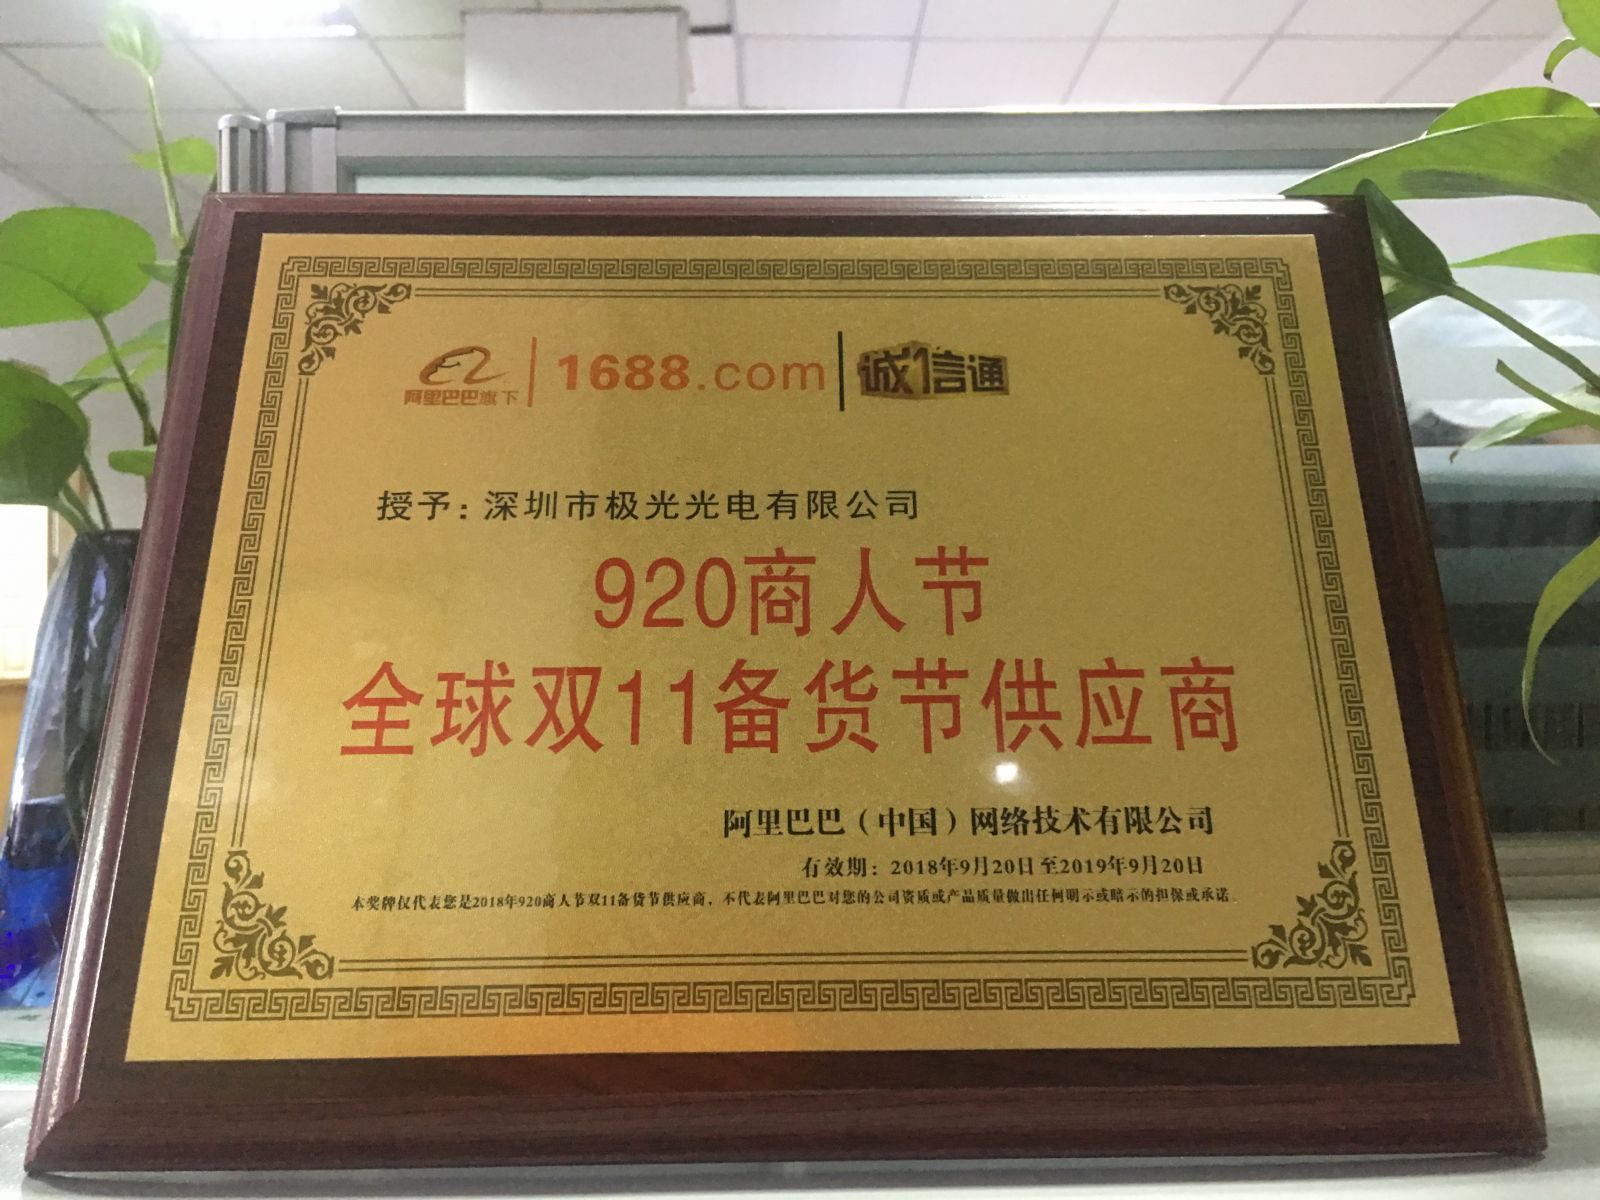 阿里巴巴旗下 1688.com 诚信通
授予：深圳市极光光电有限公司
920商人节
全球双11备货节供应商
阿里巴巴（中国）网络技术有限公司
有效期：2018年9月20日至2019年9月20日
本奖牌仅代表您是2018年920商人节双11备货节供应商，不代表阿里巴巴对您的公司资质或产品质量做出任何明示或暗示的担保或承诺